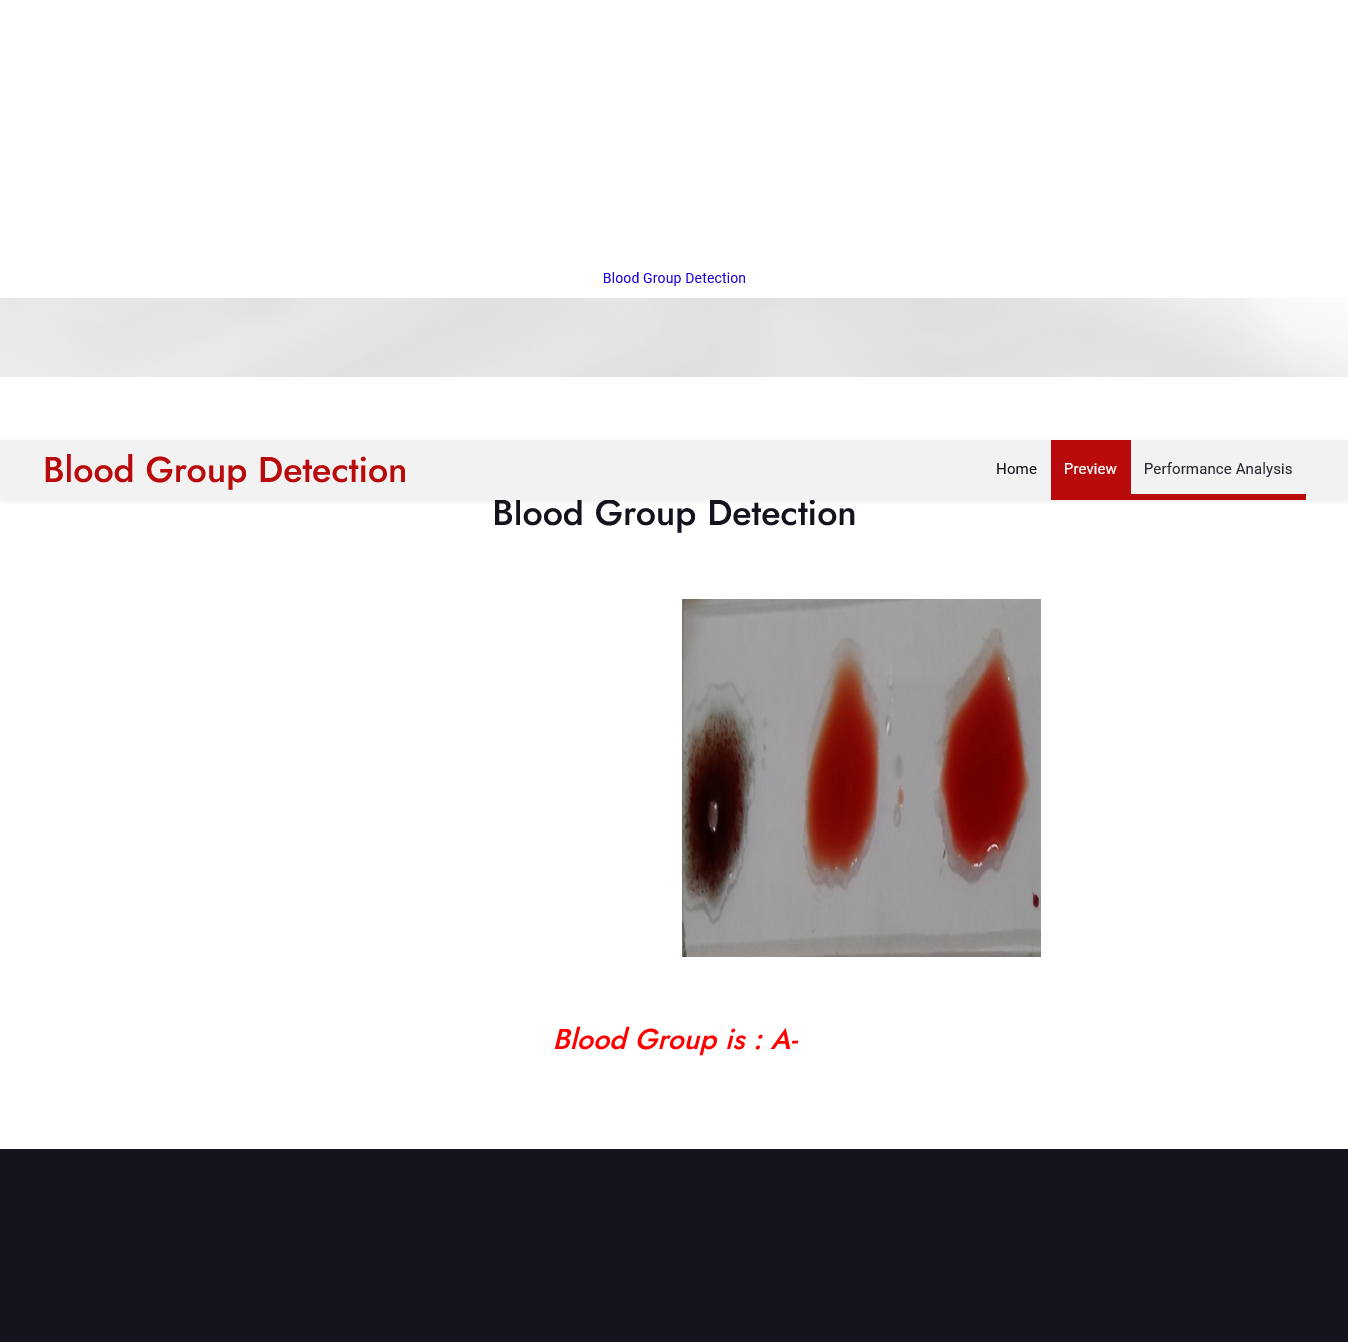 Blood Group Detection
Blood Group Detection
Home
Preview
Performance Analysis
Blood Group Detection
Blood Group is : A-